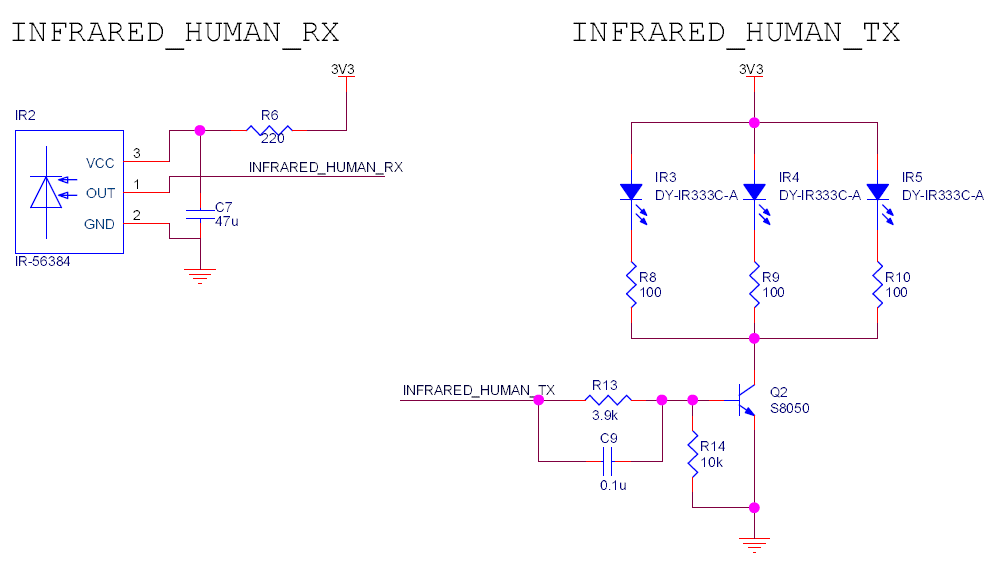 INFRARED_HUMAN_RX
3V3
IR2
R6
220
VCC
3
INFRARED_HUMAN_RX
OUT
1
GND
2
C7
47u
IR-56384
INFRARED_HUMAN_TX
3V3
IR3
DY-IR333C-A
IR4
DY-IR333C-A
IR5
DY-IR333C-A
R8
100
R9
100
R10
100
INFRARED_HUMAN_TX
R13
3.9k
Q2
S8050
C9
0.1u
R14
10k